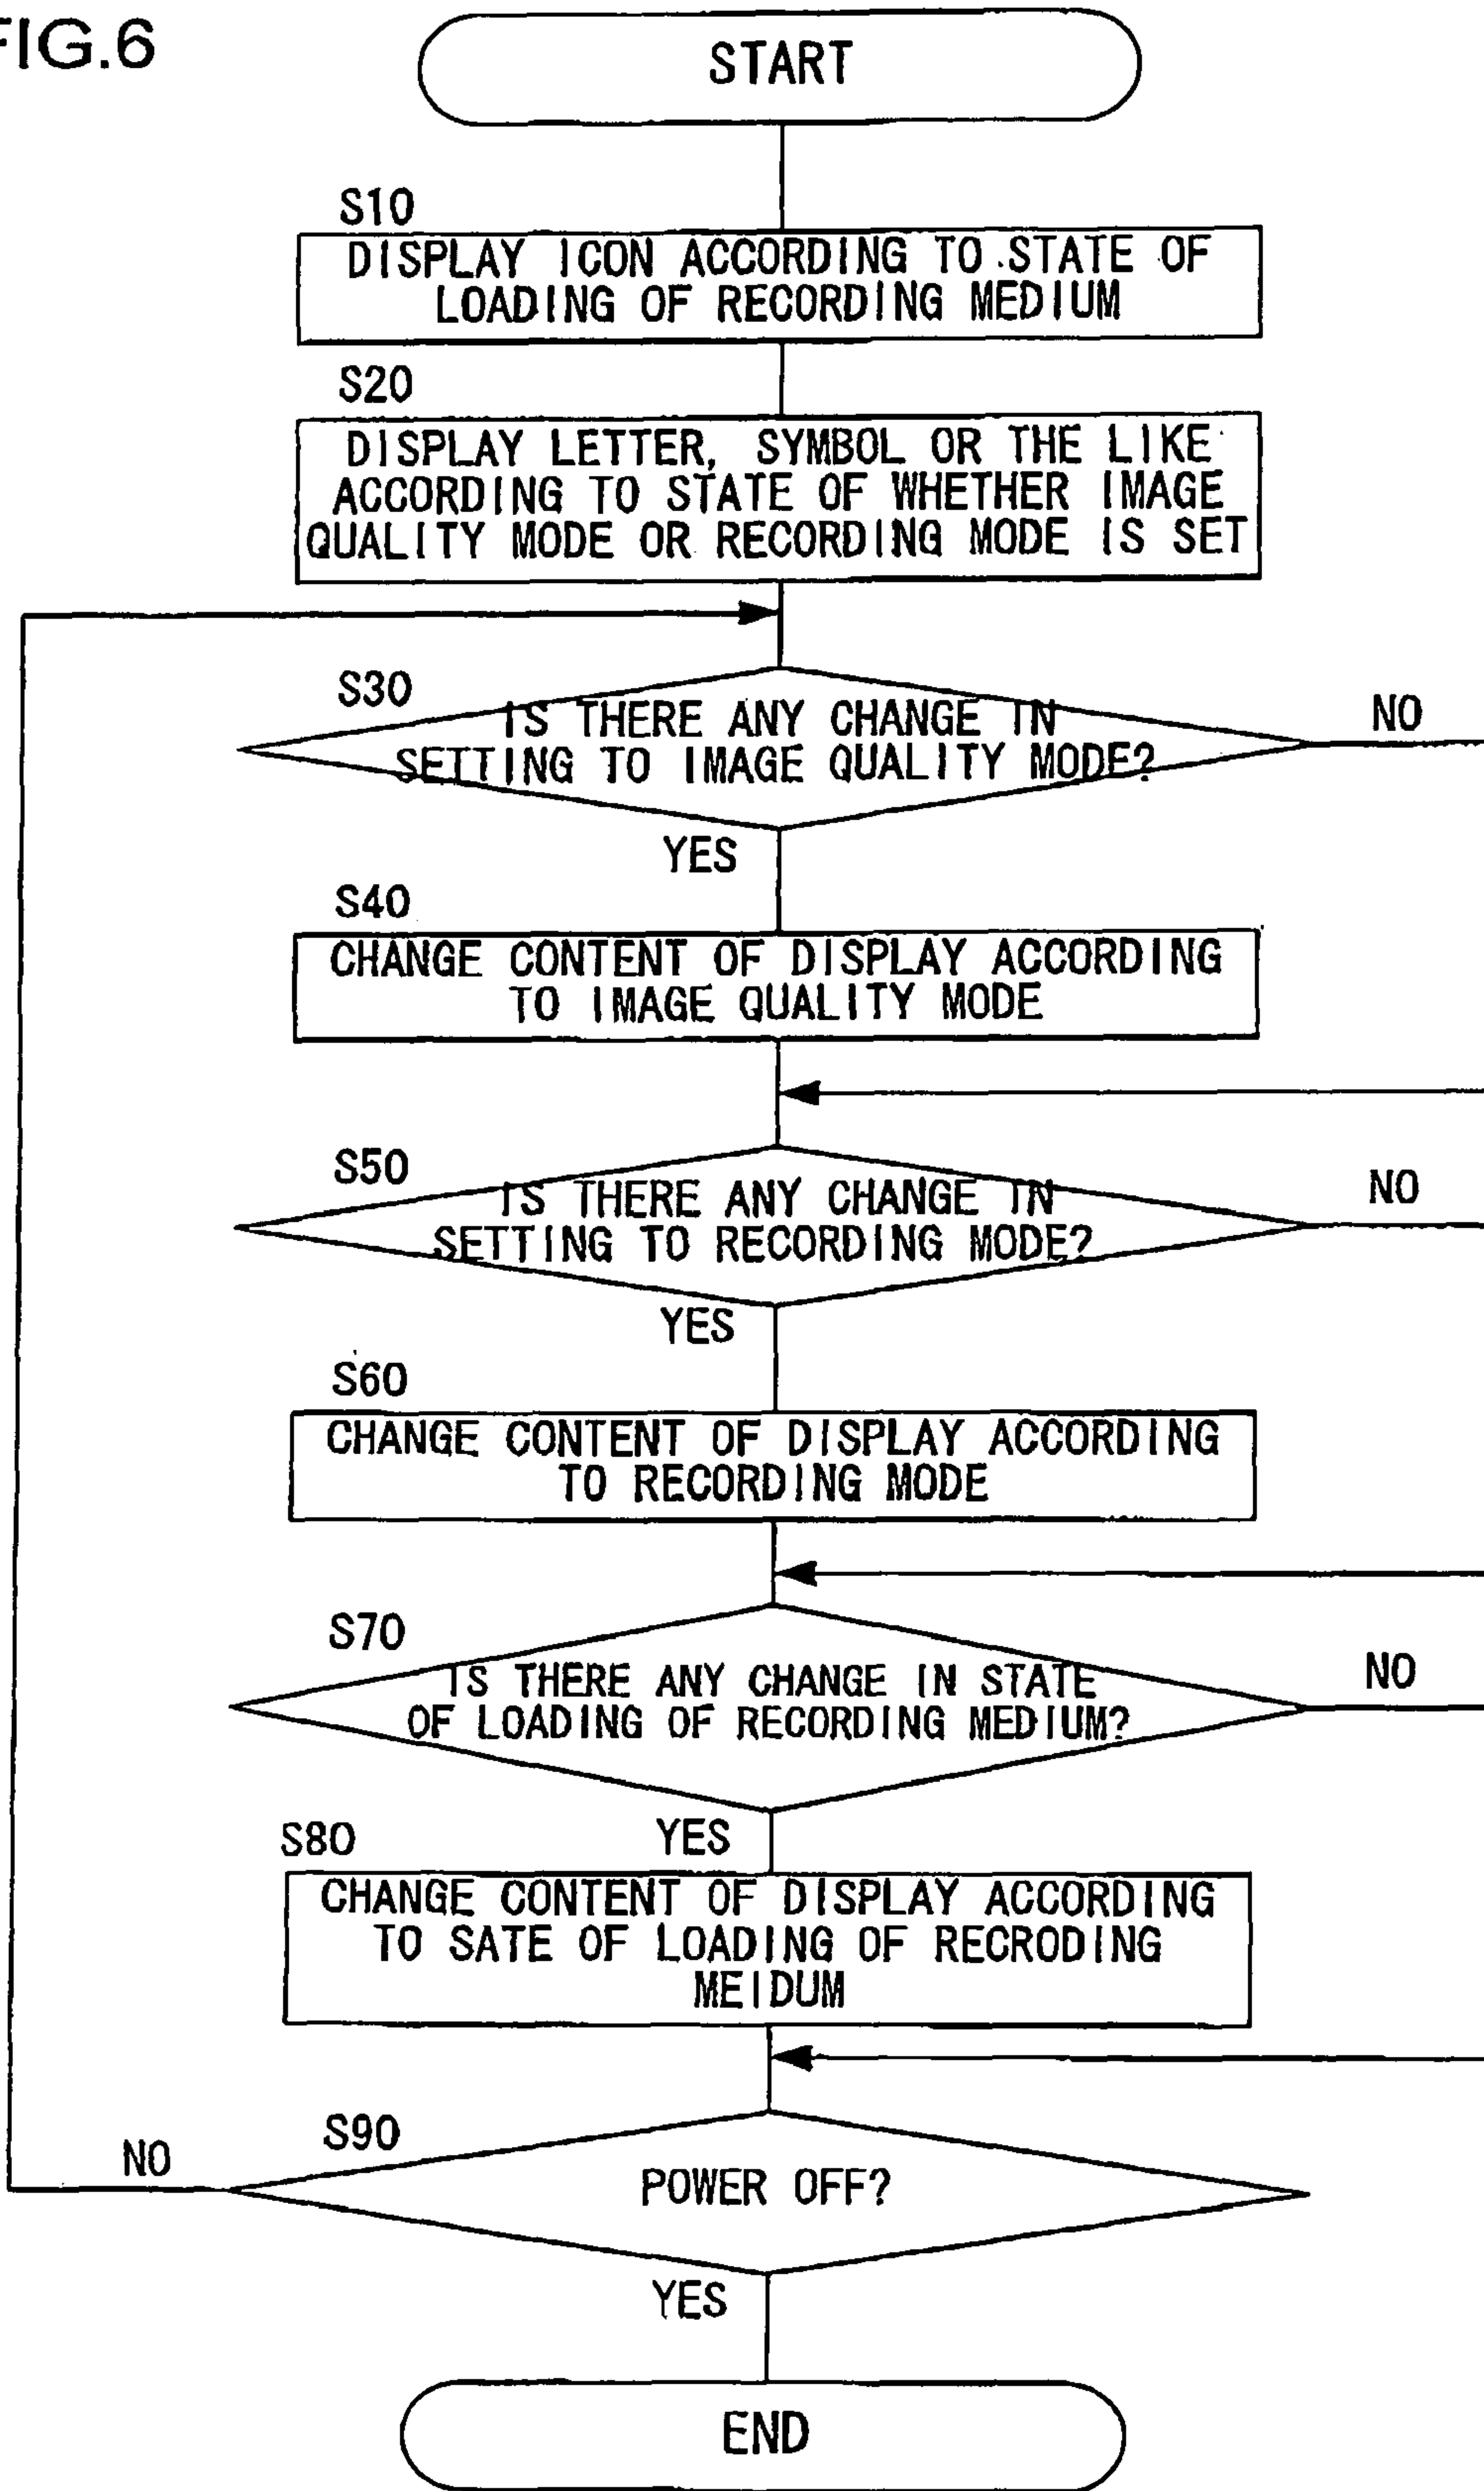 FIG.6
START
S10
DISPLAY ICON ACCORDING TO STATE OF
LOADING OF RECORDING MEDIUM
S20
DISPLAY LETTER, SYMBOL OR THE LIKE
ACCORDING TO STATE OF WHETHER IMAGE
QUALITY MODE OR RECORDING MODE IS SET
S30
IS THERE ANY CHANGE IN
SETTING TO IMAGE QUALITY MODE?
NO
YES
S40
CHANGE CONTENT OF DISPLAY ACCORDING
TO IMAGE QUALITY MODE
S50
IS THERE ANY CHANGE IN
SETTING TO RECORDING MODE?
NO
YES
S60
CHANGE CONTENT OF DISPLAY ACCORDING
TO RECORDING MODE
S70
IS THERE ANY CHANGE IN STATE
OF LOADING OF RECORDING MEDIUM?
NO
YES
S80
CHANGE CONTENT OF DISPLAY ACCORDING
TO SATE OF LOADING OF RECRODING
MEIDUM
S90
NO
POWER OFF?
YES
END